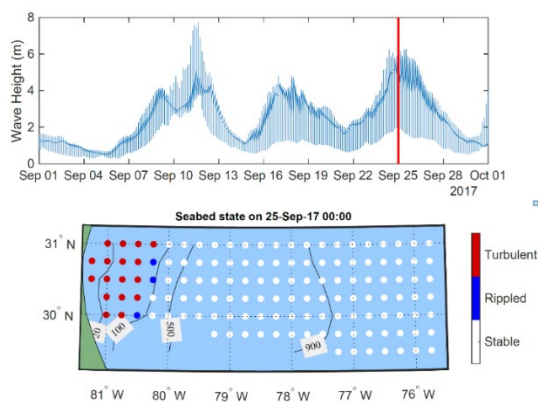 8
6
4
2
0
Wave Height (m)
Sep 01 Sep 04 Sep 07 Sep 10 Sep 13 Sep 16 Sep 19 Sep 22 Sep 25 Sep 28 Oct 01
2017
Seabed state on 25-Sep-17 00:00
31° N
30° N
100
500
900
81° W 80° W 79° W 78° W 77° W 76° W
Turbulent
Rippled
Stable